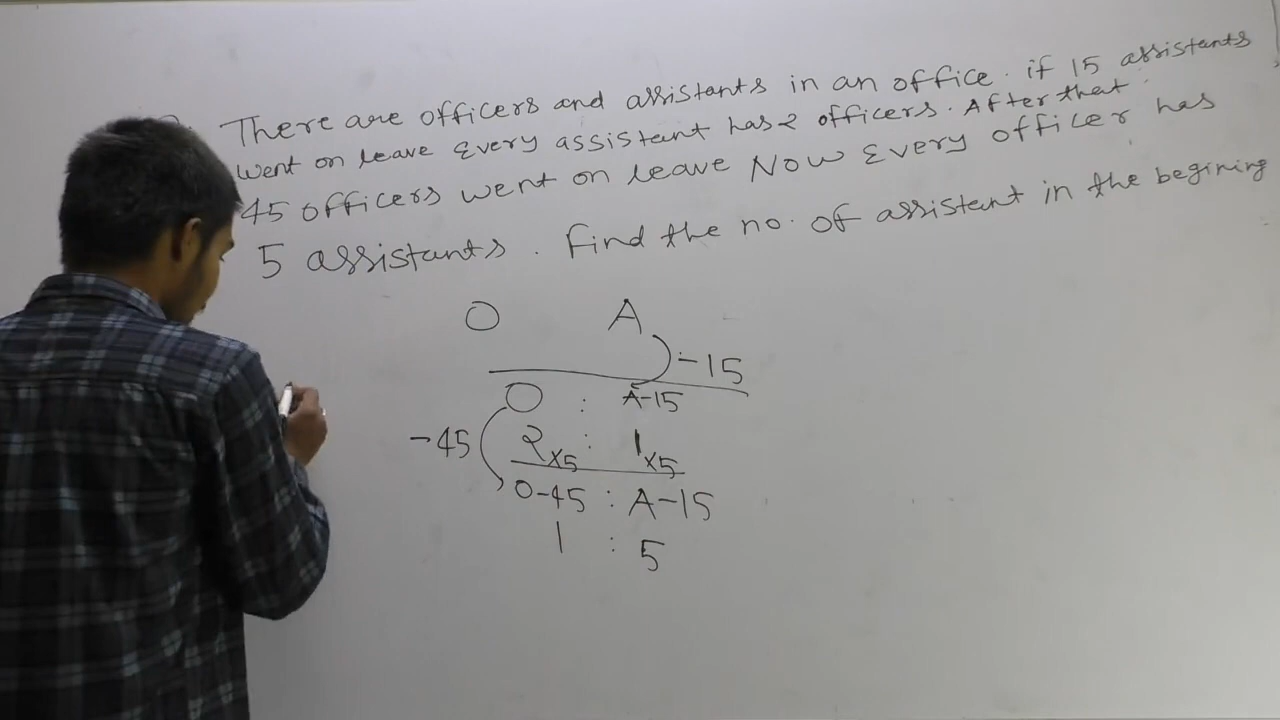 There are officers and assistants in an office. if 15 assistants
went on leave Every assistant has 2 officers. After that
45 officers went on leave Now Every officer has
5 assistants. Find the no. of assistent in the begining
O A
-15
O : A-15
-45
2x5 : 1x5
O-45 : A-15
1 : 5